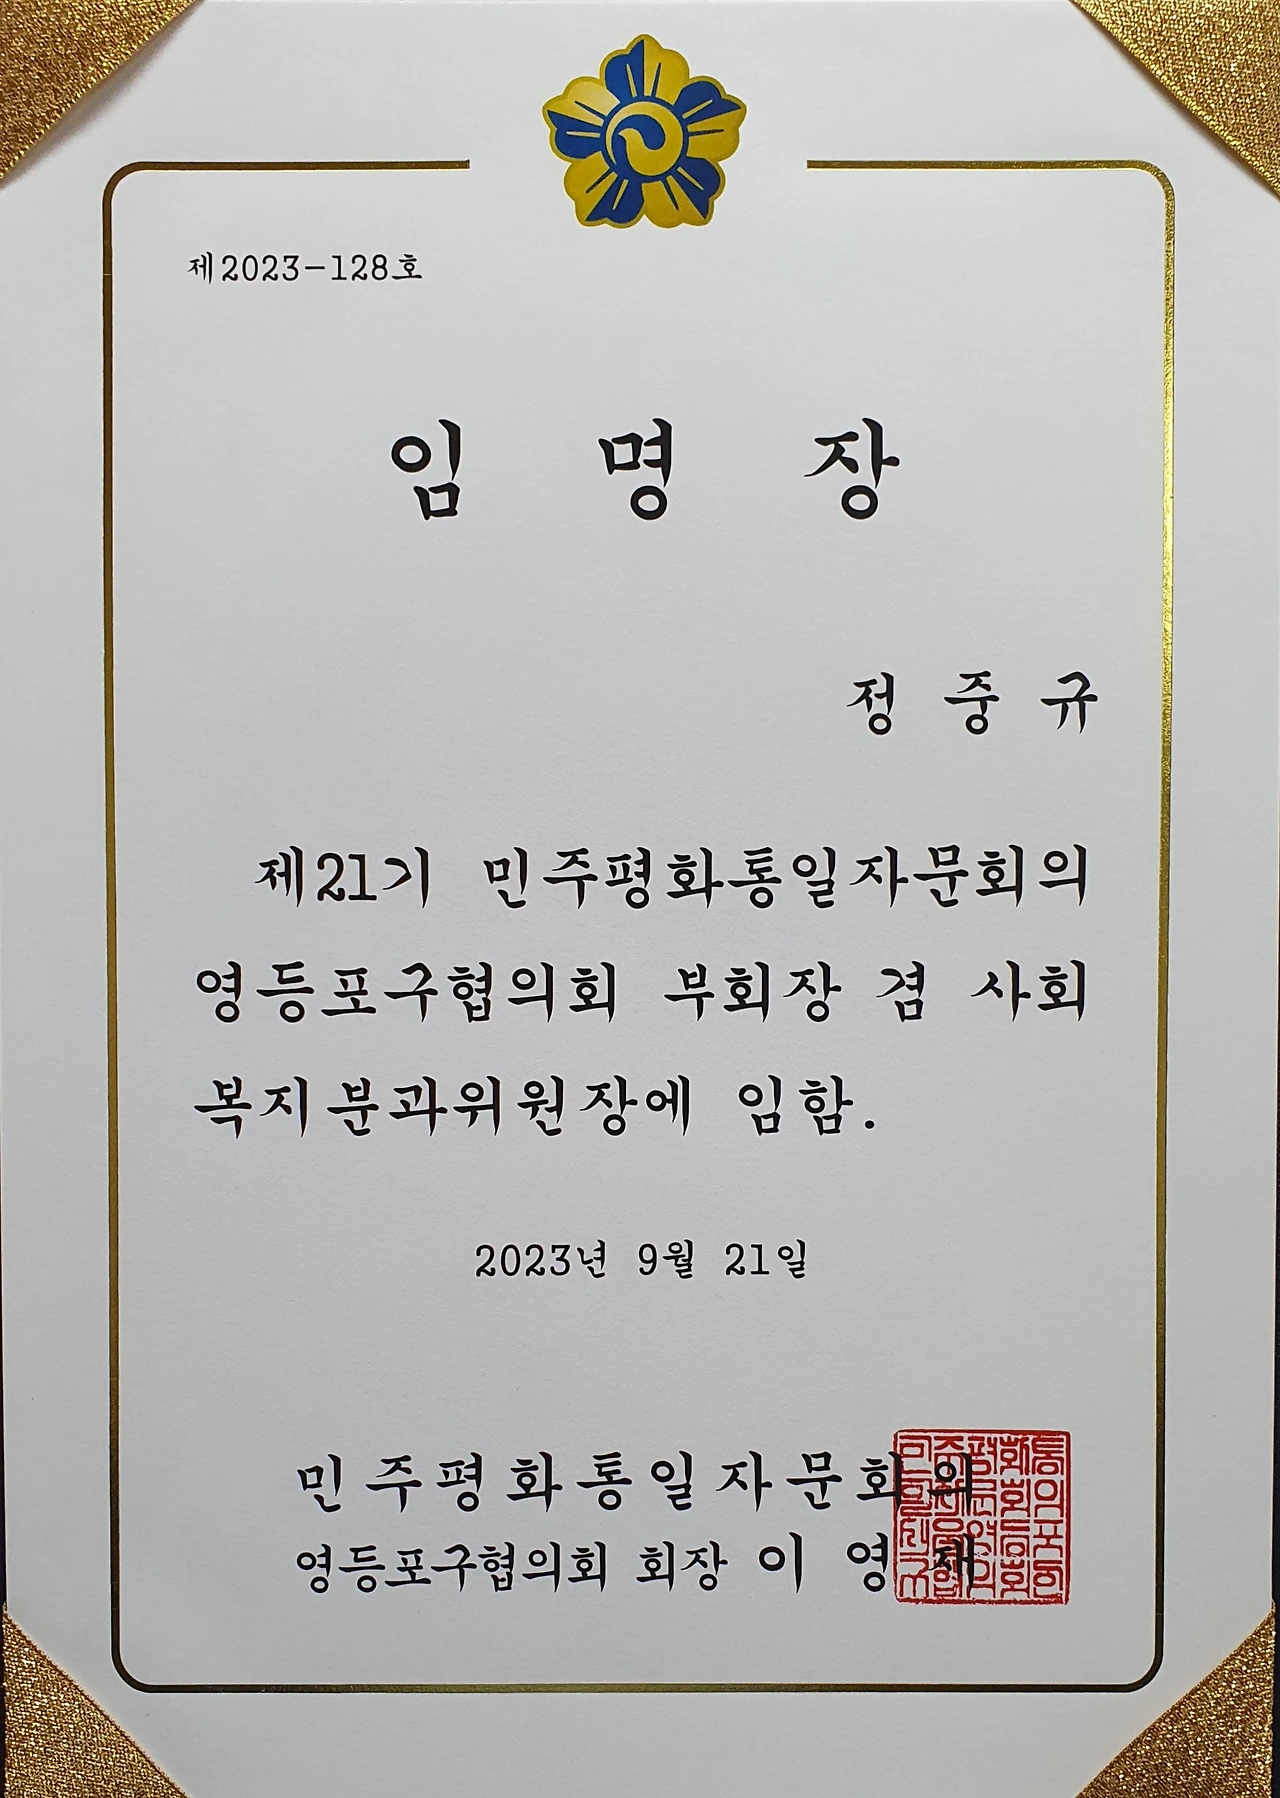 제2023-128호
임 명 장
정 중 규
제21기 민주평화통일자문회의
영등포구협의회 부회장 겸 사회
복지분과위원장에 임함.
2023년 9월 21일
민주평화통일자문회의
영등포구협의회 회장 이 영 재